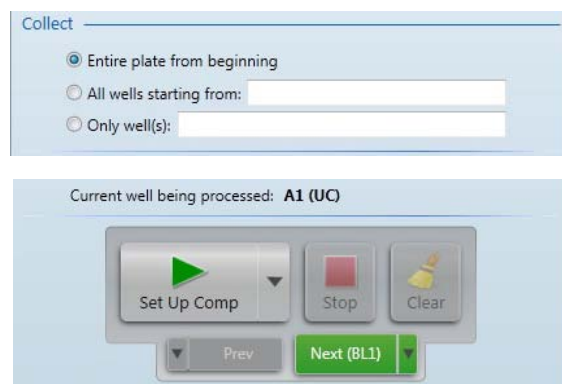 Collect
Entire plate from beginning
All wells starting from:
Only well(s):
Current well being processed: A1 (UC)
Set Up Comp
Stop
Clear
Prev
Next (BL1)